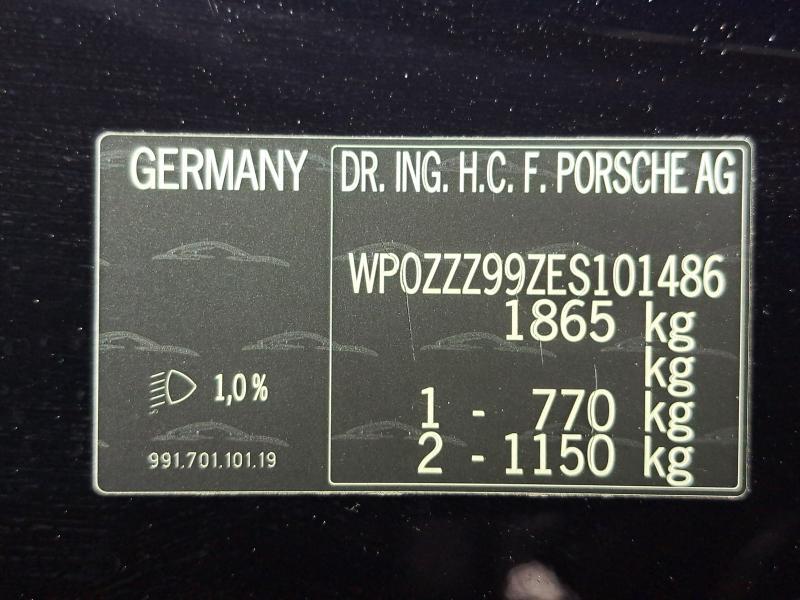 GERMANY
DR. ING. H.C. F. PORSCHE AG
WP0ZZZ99ZES101486
1865 kg
kg
1 - 770 kg
2 - 1150 kg
1,0 %
991.701.101.19